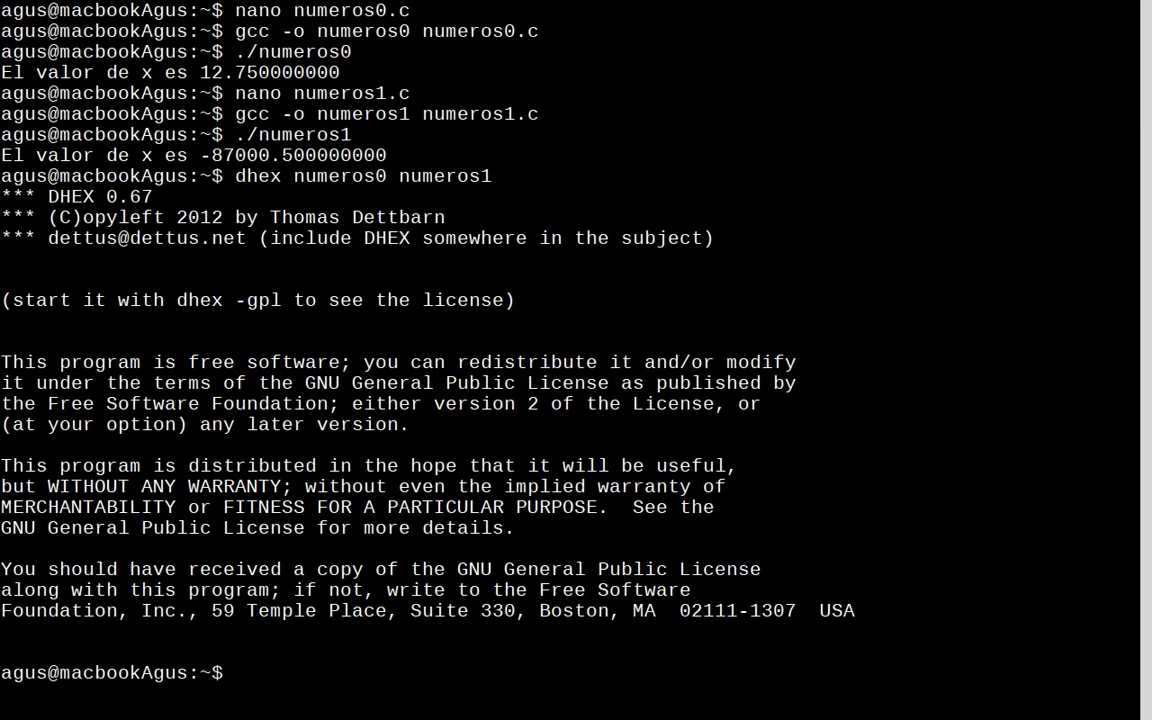 agus@macbookAgus:~$ nano numeros0.c
agus@macbookAgus:~$ gcc -o numeros0 numeros0.c
agus@macbookAgus:~$ ./numeros0
El valor de x es 12.750000000
agus@macbookAgus:~$ nano numeros1.c
agus@macbookAgus:~$ gcc -o numeros1 numeros1.c
agus@macbookAgus:~$ ./numeros1
El valor de x es -87000.500000000
agus@macbookAgus:~$ dhex numeros0 numeros1
*** DHEX 0.67
*** (C)opyleft 2012 by Thomas Dettbarn
*** dettus@dettus.net (include DHEX somewhere in the subject)
(start it with dhex -gpl to see the license)
This program is free software; you can redistribute it and/or modify
it under the terms of the GNU General Public License as published by
the Free Software Foundation; either version 2 of the License, or
(at your option) any later version.
This program is distributed in the hope that it will be useful,
but WITHOUT ANY WARRANTY; without even the implied warranty of
MERCHANTABILITY or FITNESS FOR A PARTICULAR PURPOSE.  See the
GNU General Public License for more details.
You should have received a copy of the GNU General Public License
along with this program; if not, write to the Free Software
Foundation, Inc., 59 Temple Place, Suite 330, Boston, MA  02111-1307  USA
agus@macbookAgus:~$